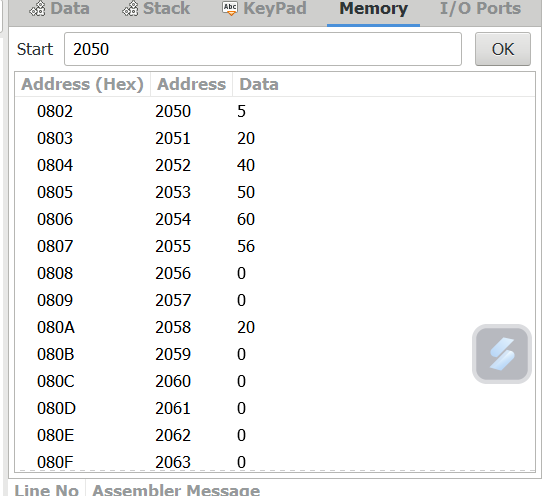 Data Stack Abc KeyPad Memory I/O Ports
Start 2050 OK
Address (Hex) Address Data
0802 2050 5
0803 2051 20
0804 2052 40
0805 2053 50
0806 2054 60
0807 2055 56
0808 2056 0
0809 2057 0
080A 2058 20
080B 2059 0
080C 2060 0
080D 2061 0
080E 2062 0
080F 2063 0
Line No Assembler Message